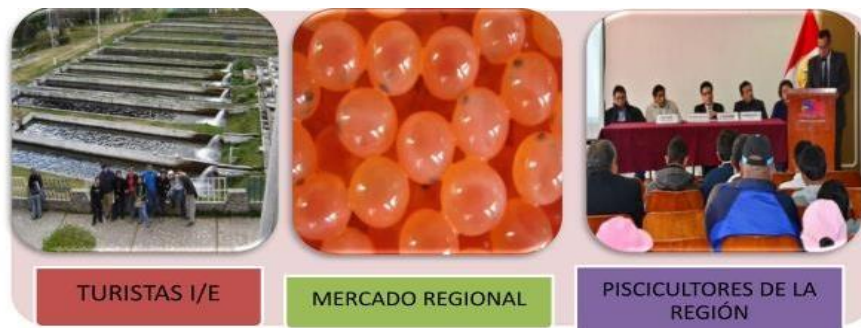 TURISTAS I/E
MERCADO REGIONAL
PISCICULTORES DE LA
REGIÓN